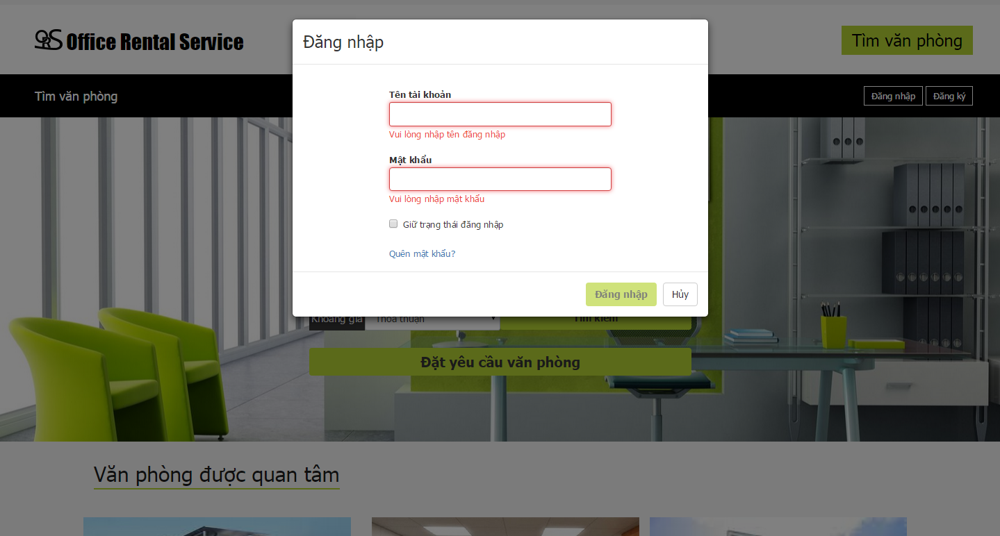 ORS Office Rental Service
Tìm văn phòng
Tìm văn phòng
Đăng nhập
Đăng ký
Đăng nhập
Tên tài khoản
Vui lòng nhập tên đăng nhập
Mật khẩu
Vui lòng nhập mật khẩu
Giữ trạng thái đăng nhập
Quên mật khẩu?
Đăng nhập
Hủy
Khoảng giá
Thỏa thuận
Tìm kiếm
Đặt yêu cầu văn phòng
Văn phòng được quan tâm